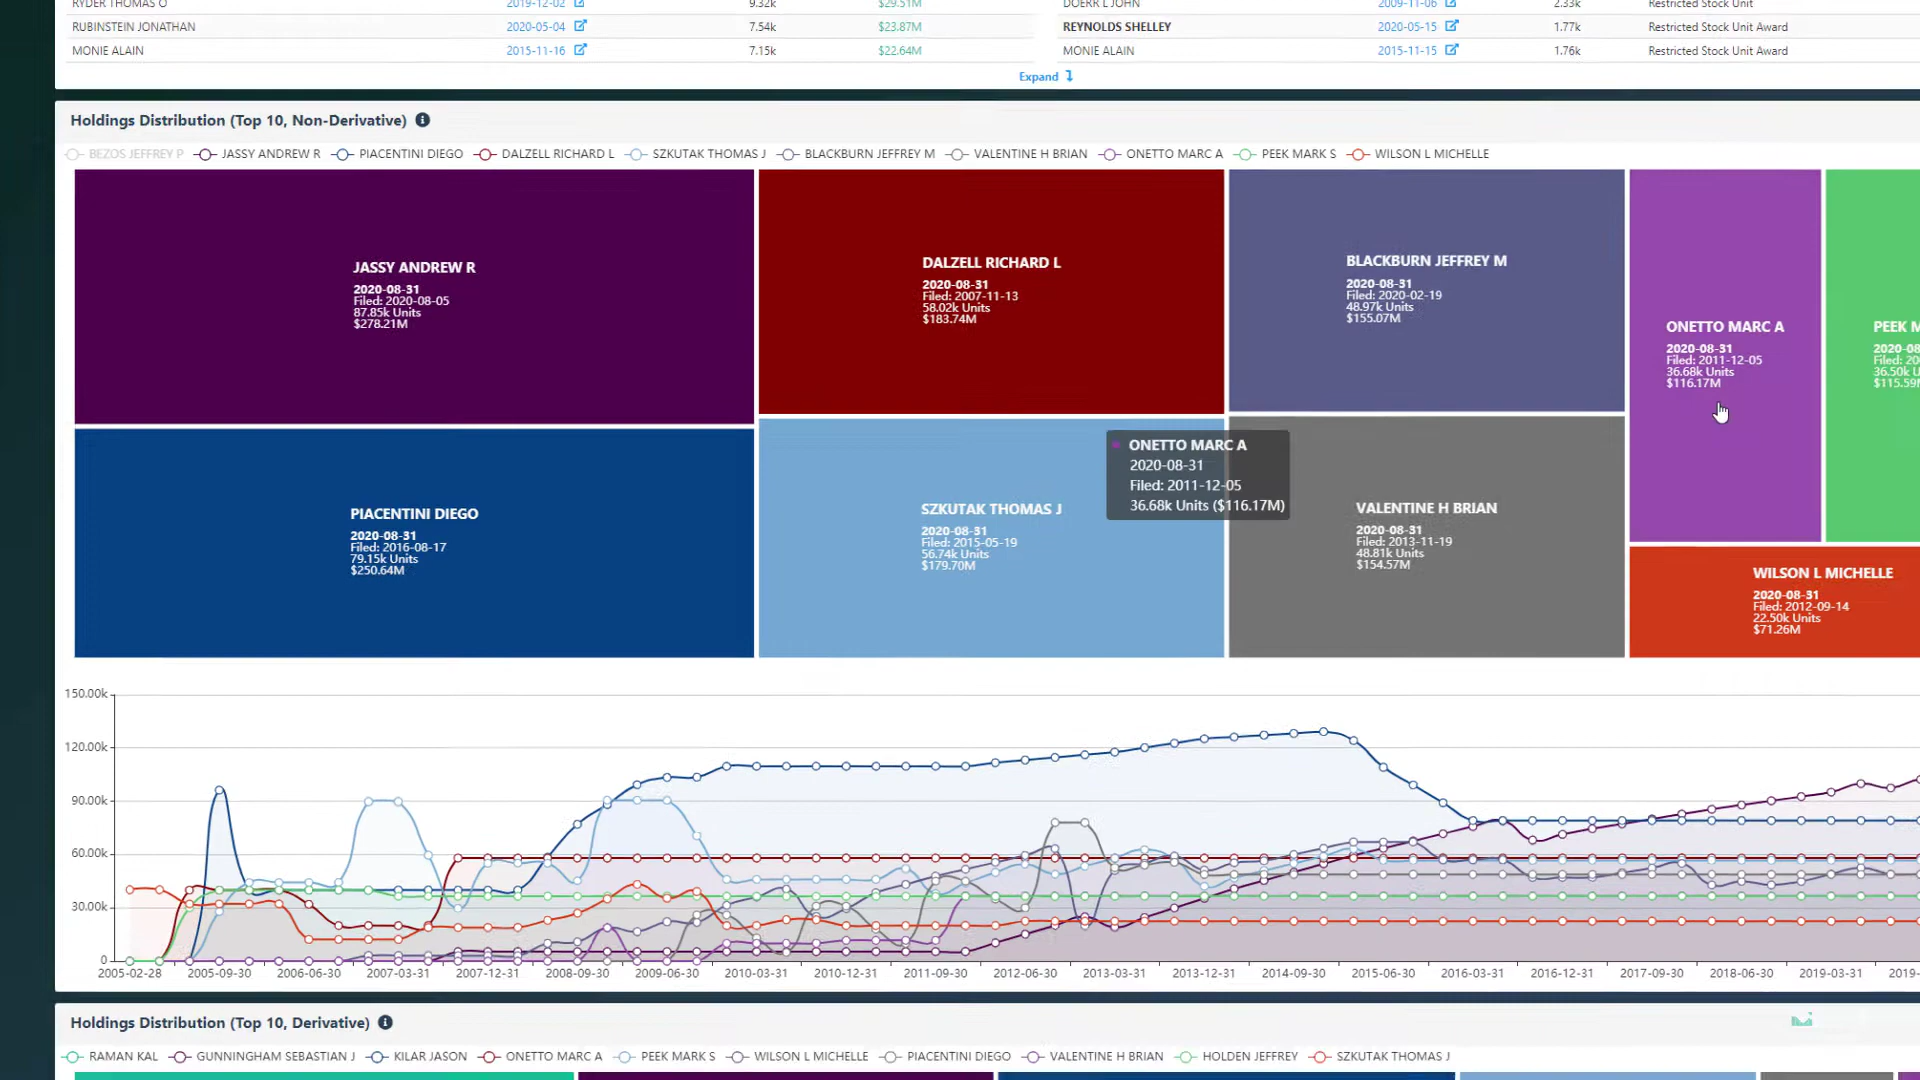 RYDER THOMAS O 2019-12-02 9.32k $29.51M DOERR L JOHN 2009-11-06 2.33k Restricted Stock Unit
RUBINSTEIN JONATHAN 2020-05-04 7.54k $23.87M REYNOLDS SHELLEY 2020-05-15 1.77k Restricted Stock Unit Award
MONIE ALAIN 2015-11-16 7.15k $22.64M MONIE ALAIN 2015-11-15 1.76k Restricted Stock Unit Award
Expand
Holdings Distribution (Top 10, Non-Derivative)
BEZOS JEFFREY P JASSY ANDREW R PIACENTINI DIEGO DALZELL RICHARD L SZKUTAK THOMAS J BLACKBURN JEFFREY M VALENTINE H BRIAN ONETTO MARC A PEEK MARK S WILSON L MICHELLE
JASSY ANDREW R
2020-08-31
Filed: 2020-08-05
87.85k Units
$278.21M
DALZELL RICHARD L
2020-08-31
Filed: 2007-11-13
58.02k Units
$183.74M
BLACKBURN JEFFREY M
2020-08-31
Filed: 2020-02-19
48.97k Units
$155.07M
ONETTO MARC A
2020-08-31
Filed: 2011-12-05
36.68k Units
$116.17M
PEEK M
2020-08
Filed: 20
36.50k U
$115.59M
PIACENTINI DIEGO
2020-08-31
Filed: 2016-08-17
79.15k Units
$250.64M
SZKUTAK THOMAS J
2020-08-31
Filed: 2015-05-19
56.74k Units
$179.70M
ONETTO MARC A
2020-08-31
Filed: 2011-12-05
36.68k Units ($116.17M)
VALENTINE H BRIAN
2020-08-31
Filed: 2013-11-19
48.81k Units
$154.57M
WILSON L MICHELLE
2020-08-31
Filed: 2012-09-14
22.50k Units
$71.26M
150.00k
120.00k
90.00k
60.00k
30.00k
0
2005-02-28 2005-09-30 2006-06-30 2007-03-31 2007-12-31 2008-09-30 2009-06-30 2010-03-31 2010-12-31 2011-09-30 2012-06-30 2013-03-31 2013-12-31 2014-09-30 2015-06-30 2016-03-31 2016-12-31 2017-09-30 2018-06-30 2019-03-31 2019-
Holdings Distribution (Top 10, Derivative)
RAMAN KAL GUNNINGHAM SEBASTIAN J KILAR JASON ONETTO MARC A PEEK MARK S WILSON L MICHELLE PIACENTINI DIEGO VALENTINE H BRIAN HOLDEN JEFFREY SZKUTAK THOMAS J